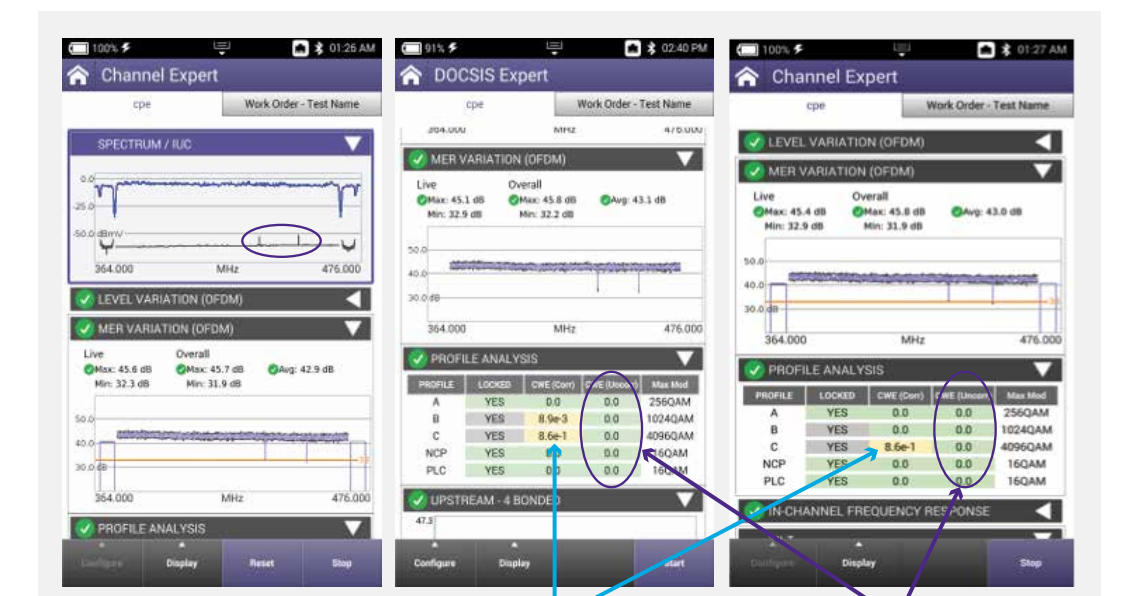 100%
01:26 AM
Channel Expert
cpe
Work Order - Test Name
SPECTRUM / IUC
0.0
-25.0
-50.0 dBmV
364.000 MHz 476.000
LEVEL VARIATION (OFDM)
MER VARIATION (OFDM)
Live Overall
Max: 45.6 dB Max: 45.7 dB Avg: 42.9 dB
Min: 32.3 dB Min: 31.9 dB
50.0
40.0
30.0 dB
364.000 MHz 476.000
PROFILE ANALYSIS
Configure Display Reset Stop
91%
02:40 PM
DOCSIS Expert
cpe
Work Order - Test Name
364.000 MHz 476.000
MER VARIATION (OFDM)
Live Overall
Max: 45.1 dB Max: 45.8 dB Avg: 43.1 dB
Min: 32.9 dB Min: 32.2 dB
50.0
40.0
30.0 dB
364.000 MHz 476.000
PROFILE ANALYSIS
PROFILE LOCKED CWE (Corr) CWE (Uncorr) Max Mod
A YES 0.0 0.0 256QAM
B YES 8.9e-3 0.0 1024QAM
C YES 8.6e-1 0.0 4096QAM
NCP YES 0.0 16QAM
PLC YES 0.0 0.0 16QAM
UPSTREAM - 4 BONDED
47.3
Configure Display Start
100%
01:27 AM
Channel Expert
cpe
Work Order - Test Name
LEVEL VARIATION (OFDM)
MER VARIATION (OFDM)
Live Overall
Max: 45.4 dB Max: 45.8 dB Avg: 43.0 dB
Min: 32.9 dB Min: 31.9 dB
50.0
40.0
30.0 dB
364.000 MHz 476.000
PROFILE ANALYSIS
PROFILE LOCKED CWE (Corr) CWE (Uncorr Max Mod
A YES 0.0 0.0 256QAM
B YES 0.0 0.0 1024QAM
C YES 8.6e-1 0.0 4096QAM
NCP YES 0.0 0.0 16QAM
PLC YES 0.0 0.0 16QAM
IN-CHANNEL FREQUENCY RESPONSE
Configure Display Stop